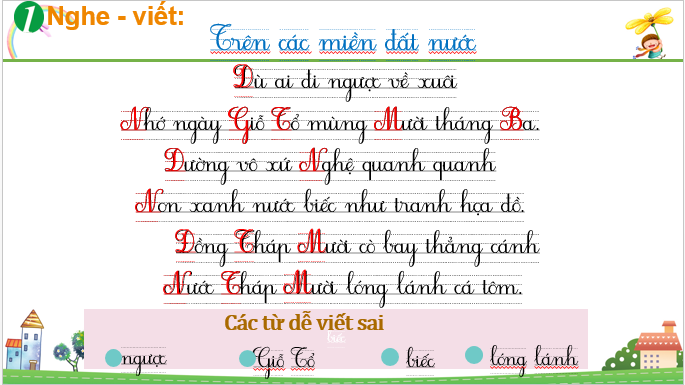 1 Nghe - viết:
Trên các miền đất nước
Dù ai đi ngược về xuôi
Nhớ ngày Giỗ Tổ mùng Mười tháng Ba.
Đường vô xứ Nghệ quanh quanh
Non xanh nước biếc như tranh họa đồ.
Đồng Tháp Mười cò bay thẳng cánh
Nước Tháp Mười lóng lánh cá tôm.
Các từ dễ viết sai
biếc
ngược Giỗ Tổ biếc lóng lánh